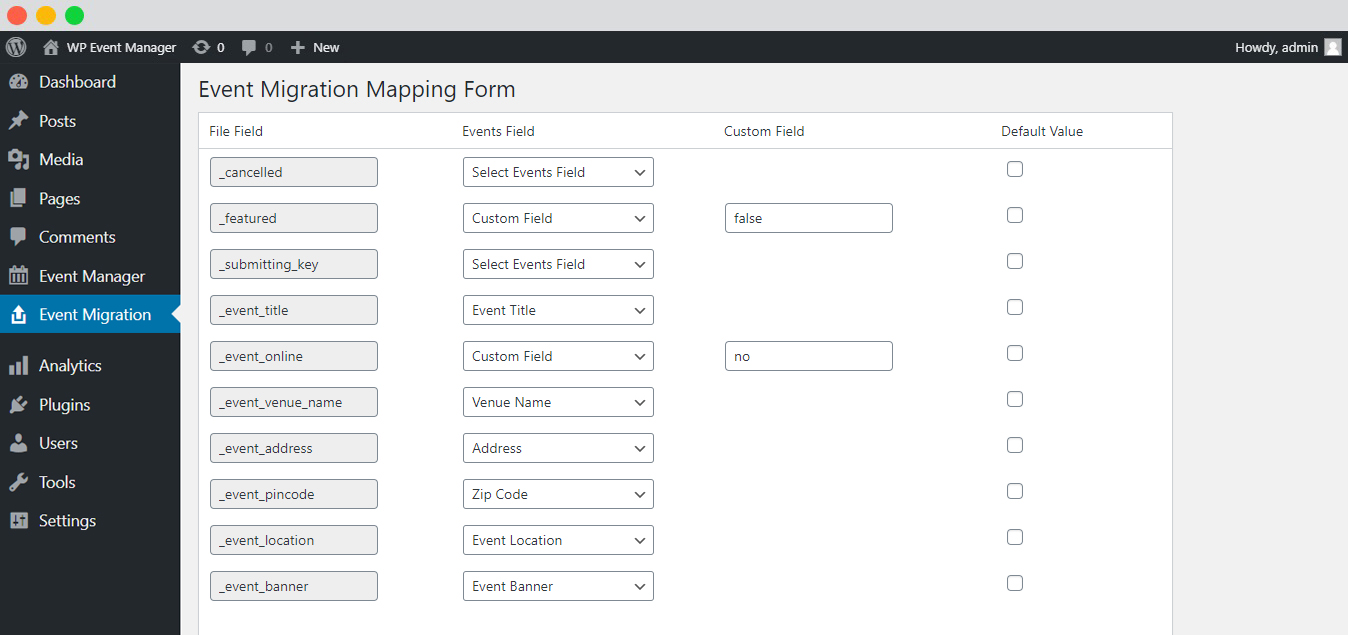 WP Event Manager 0 0 New Howdy, admin
Dashboard
Posts
Media
Pages
Comments
Event Manager
Event Migration
Analytics
Plugins
Users
Tools
Settings
Event Migration Mapping Form
File Field Events Field Custom Field Default Value
_cancelled Select Events Field
_featured Custom Field false
_submitting_key Select Events Field
_event_title Event Title
_event_online Custom Field no
_event_venue_name Venue Name
_event_address Address
_event_pincode Zip Code
_event_location Event Location
_event_banner Event Banner